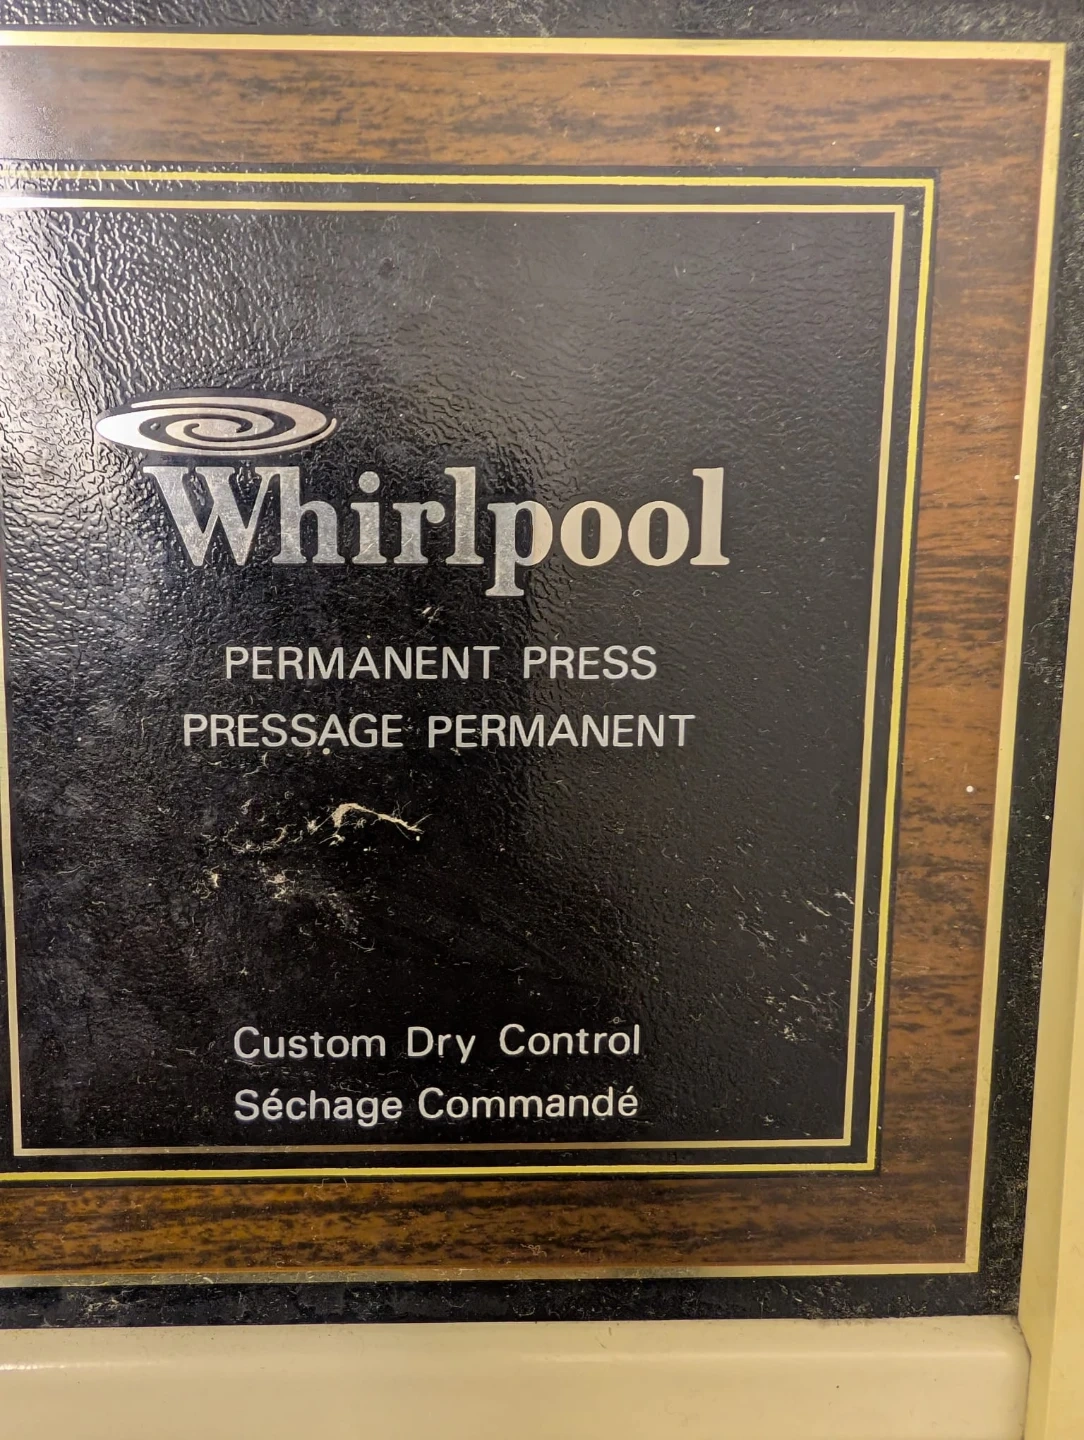 Whirlpool
PERMANENT PRESS
PRESSAGE PERMANENT
Custom Dry Control
Séchage Commandé